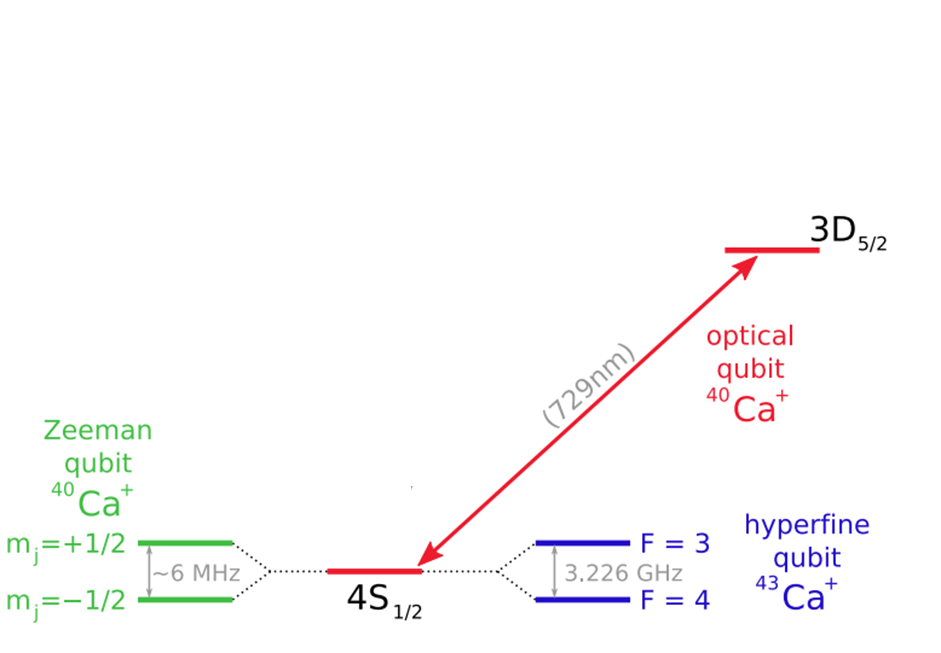 3D5/2
optical
qubit
40Ca+
(729nm)
Zeeman
qubit
40Ca+
mj=+1/2
~6 MHz
mj=−1/2
4S1/2
F = 3
3.226 GHz
F = 4
hyperfine
qubit
43Ca+